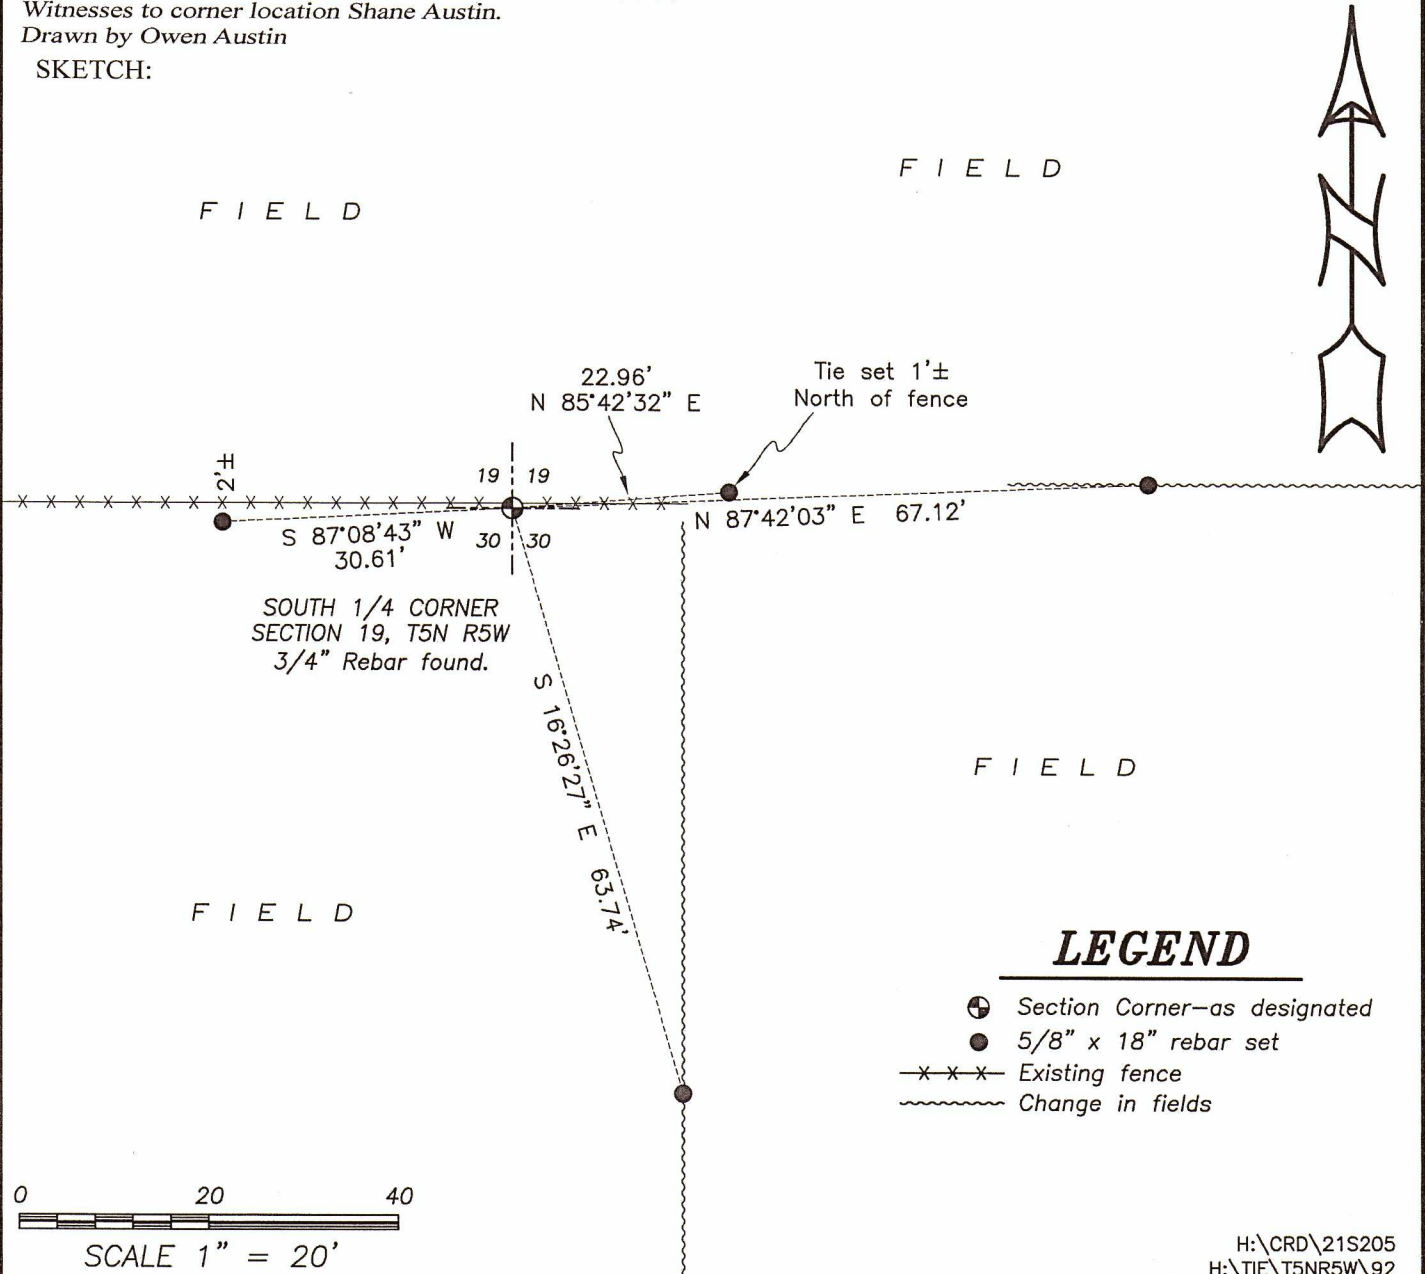 Witnesses to corner location Shane Austin.
Drawn by Owen Austin
SKETCH:
F I E L D
F I E L D
N
22.96'
N 85°42'32" E
Tie set 1'±
North of fence
2'±
19 19
S 87°08'43" W
30.61'
30 30
N 87°42'03" E 67.12'
SOUTH 1/4 CORNER
SECTION 19, T5N R5W
3/4" Rebar found.
S 16°26'27" E 63.74'
F I E L D
F I E L D
LEGEND
Section Corner–as designated
5/8" x 18" rebar set
Existing fence
Change in fields
0 20 40
SCALE 1" = 20'
H:\CRD\21S205
H:\TIE\T5NR5W\92